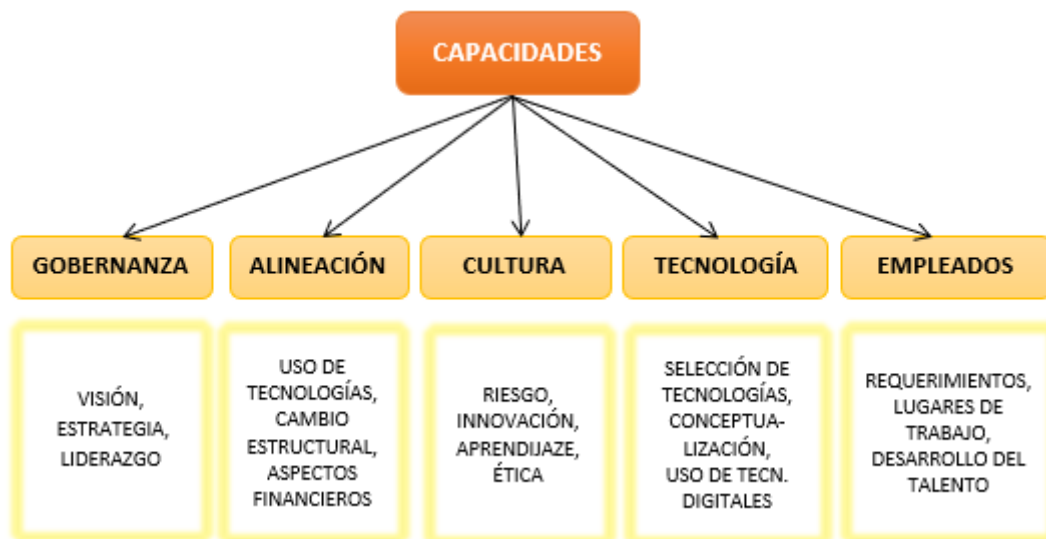 CAPACIDADES
GOBERNANZA
ALINEACIÓN
CULTURA
TECNOLOGÍA
EMPLEADOS
VISIÓN,
ESTRATEGIA,
LIDERAZGO
USO DE
TECNOLOGÍAS,
CAMBIO
ESTRUCTURAL,
ASPECTOS
FINANCIEROS
RIESGO,
INNOVACIÓN,
APRENDIJAZE,
ÉTICA
SELECCIÓN DE
TECNOLOGÍAS,
CONCEPTUA-
LIZACIÓN,
USO DE TECN.
DIGITALES
REQUERIMIENTOS,
LUGARES DE
TRABAJO,
DESARROLLO DEL
TALENTO